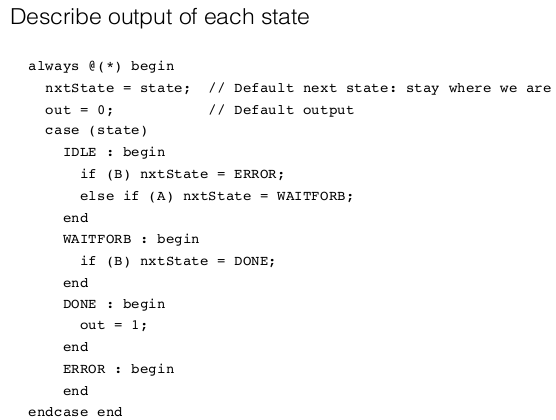 Describe output of each state
always @(*) begin
nxtState = state; // Default next state: stay where we are
out = 0; // Default output
case (state)
IDLE : begin
if (B) nxtState = ERROR;
else if (A) nxtState = WAITFORB;
end
WAITFORB : begin
if (B) nxtState = DONE;
end
DONE : begin
out = 1;
end
ERROR : begin
end
endcase end